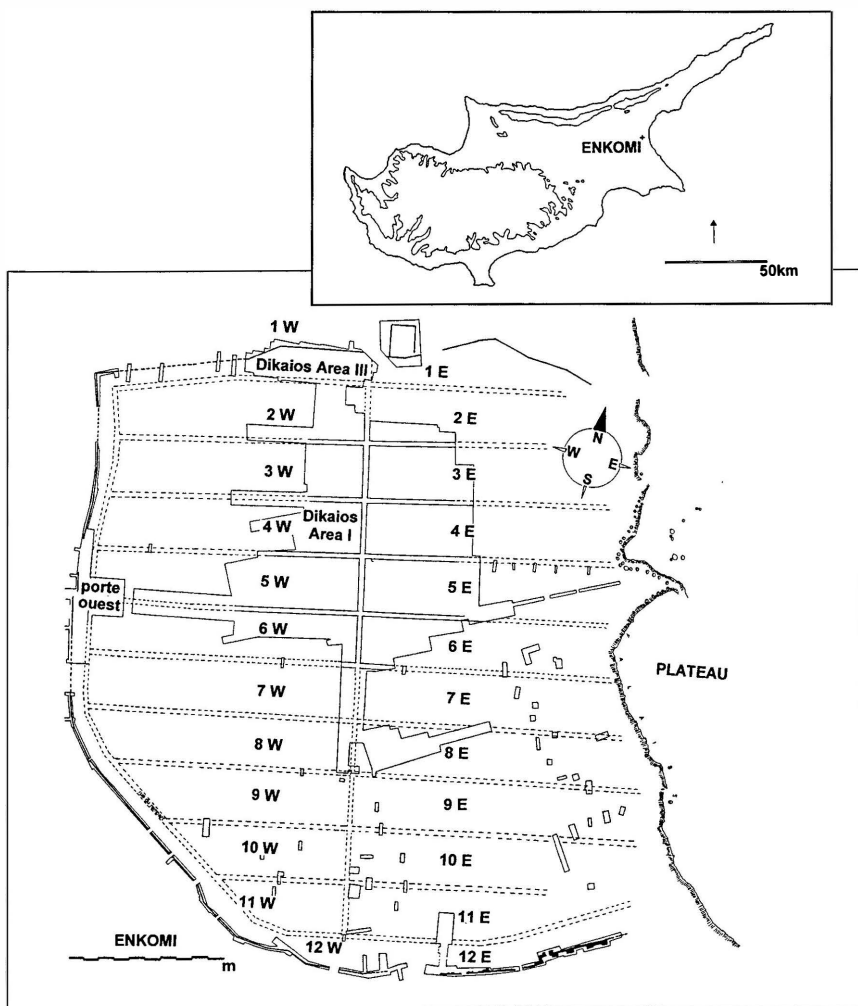 ENKOMI
50km
1 W
Dikaios Area III
1 E
2 W
2 E
N
W
E
S
3 W
3 E
Dikaios
Area I
4 W
4 E
5 W
5 E
porte
ouest
6 W
6 E
PLATEAU
7 W
7 E
8 W
8 E
9 W
9 E
10 W
10 E
11 W
11 E
ENKOMI
12 W
12 E
m